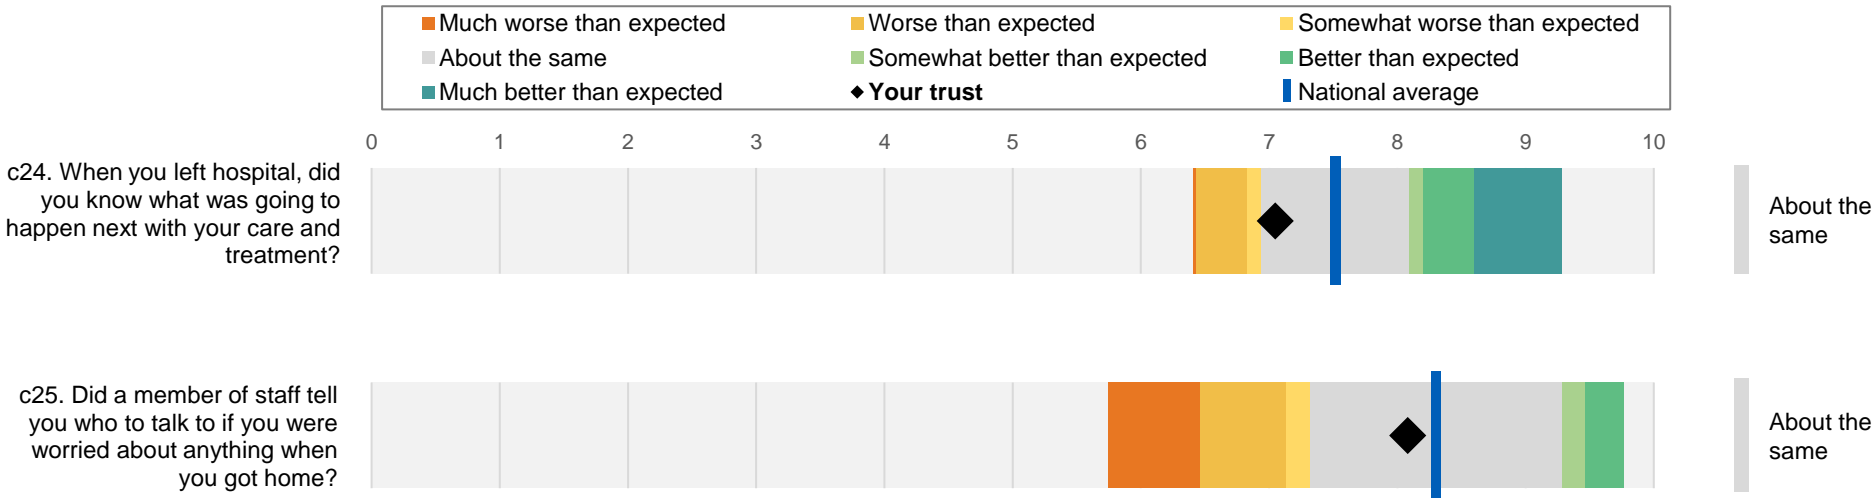 Much worse than expected
Worse than expected
Somewhat worse than expected
About the same
Somewhat better than expected
Better than expected
Much better than expected
Your trust
National average
0 1 2 3 4 5 6 7 8 9 10
c24. When you left hospital, did
you know what was going to
happen next with your care and
treatment?
About the
same
c25. Did a member of staff tell
you who to talk to if you were
worried about anything when
you got home?
About the
same